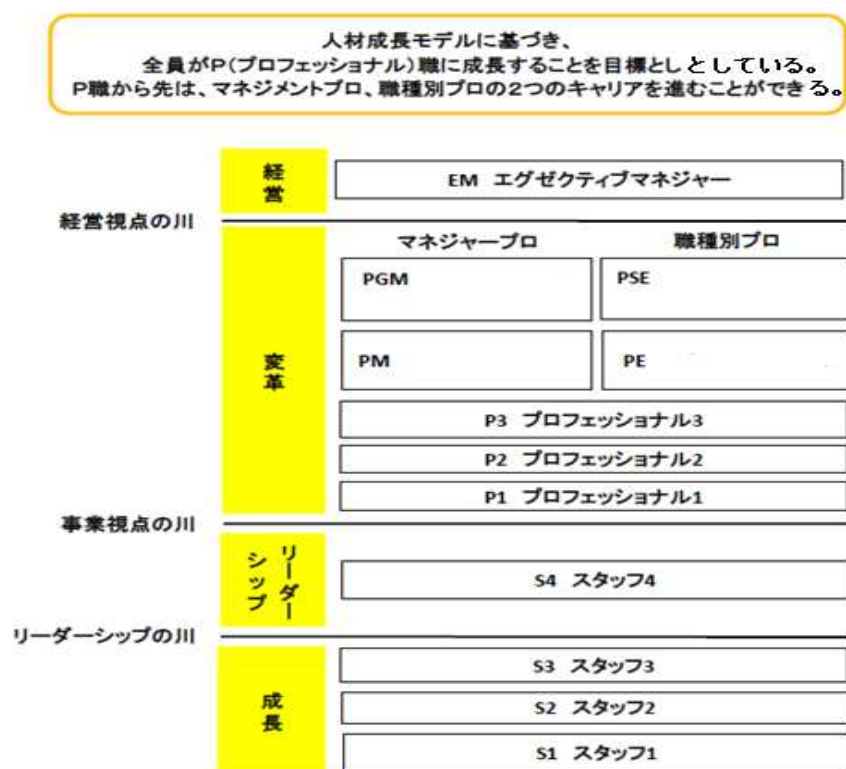 人材成長モデルに基づき、
全員がP(プロフェッショナル)職に成長することを目標としとしている。
P職から先は、マネジメントプロ、職種別プロの2つのキャリアを進むことができる。
経営
EM エグゼクティブマネジャー
経営視点の川
マネジャープロ
職種別プロ
PGM
PSE
変革
PM
PE
P3 プロフェッショナル3
P2 プロフェッショナル2
P1 プロフェッショナル1
事業視点の川
リーダー
シップ
S4 スタッフ4
リーダーシップの川
成長
S3 スタッフ3
S2 スタッフ2
S1 スタッフ1